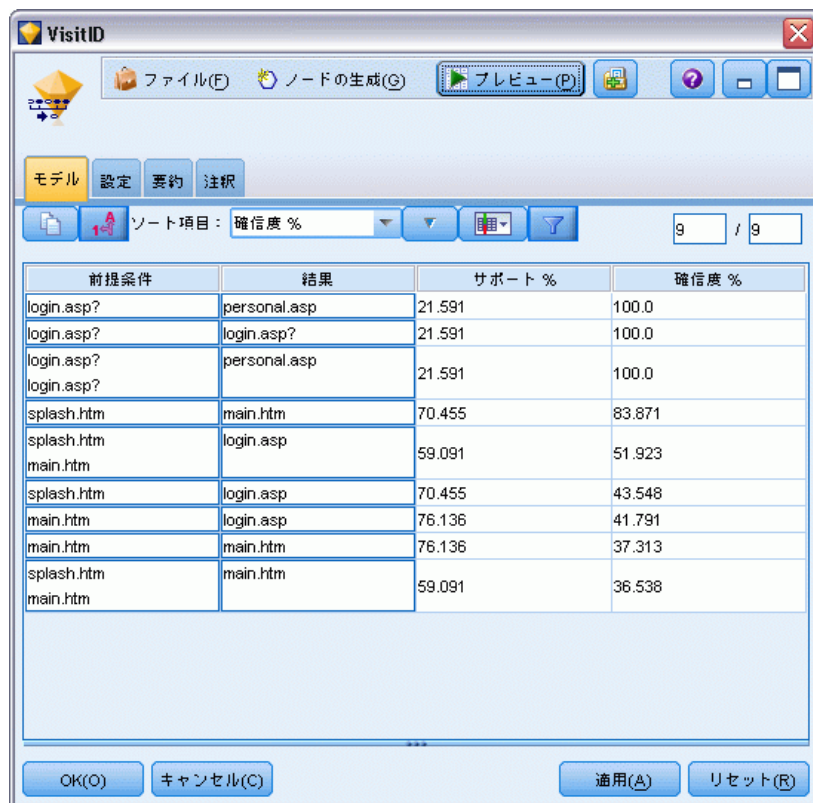 VisitID
ファイル(F) ノードの生成(G) プレビュー(P)
モデル 設定 要約 注釈
ソート項目： 確信度 % 9 / 9
前提条件 結果 サポート % 確信度 %
login.asp? personal.asp 21.591 100.0
login.asp? login.asp? 21.591 100.0
login.asp? personal.asp
21.591 100.0
login.asp?
splash.htm main.htm 70.455 83.871
splash.htm login.asp
59.091 51.923
main.htm
splash.htm login.asp 70.455 43.548
main.htm login.asp 76.136 41.791
main.htm main.htm 76.136 37.313
splash.htm main.htm
59.091 36.538
main.htm
OK(O) キャンセル(C) 適用(A) リセット(R)